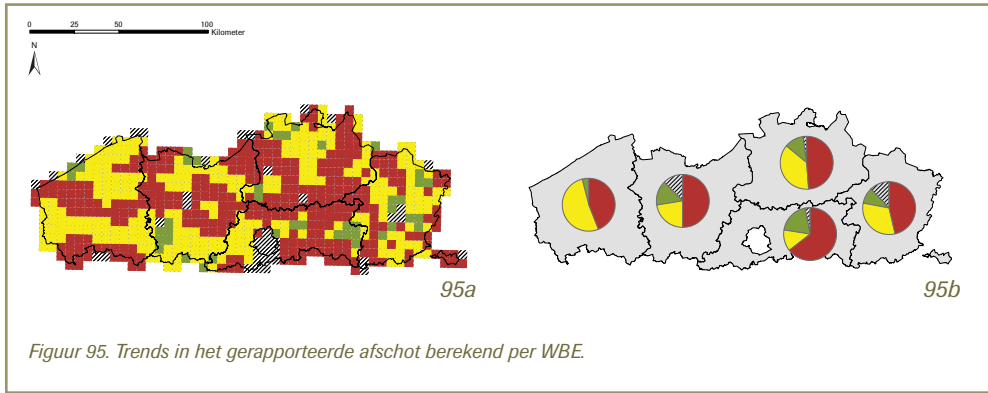 0 25 50 100
Kilometer
N
95a
95b
Figuur 95. Trends in het gerapporteerde afschot berekend per WBE.